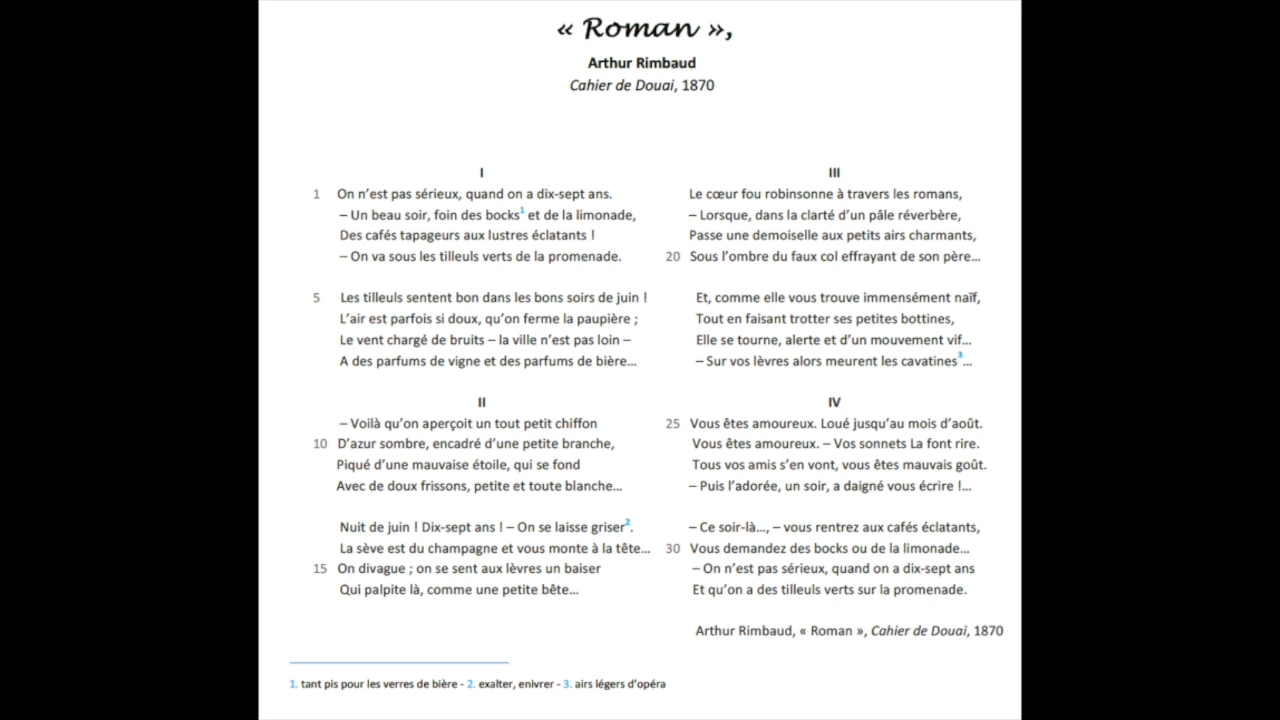 « Roman »,
Arthur Rimbaud
Cahier de Douai, 1870
I
1 On n’est pas sérieux, quand on a dix-sept ans.
– Un beau soir, foin des bocks1 et de la limonade,
Des cafés tapageurs aux lustres éclatants !
– On va sous les tilleuls verts de la promenade.
5 Les tilleuls sentent bon dans les bons soirs de juin !
L’air est parfois si doux, qu’on ferme la paupière ;
Le vent chargé de bruits – la ville n’est pas loin –
A des parfums de vigne et des parfums de bière…
II
– Voilà qu’on aperçoit un tout petit chiffon
10 D’azur sombre, encadré d’une petite branche,
Piqué d’une mauvaise étoile, qui se fond
Avec de doux frissons, petite et toute blanche…
Nuit de juin ! Dix-sept ans ! – On se laisse griser2.
La sève est du champagne et vous monte à la tête…
15 On divague ; on se sent aux lèvres un baiser
Qui palpite là, comme une petite bête…
III
Le cœur fou robinsonne à travers les romans,
– Lorsque, dans la clarté d’un pâle réverbère,
Passe une demoiselle aux petits airs charmants,
20 Sous l’ombre du faux col effrayant de son père…
Et, comme elle vous trouve immensément naïf,
Tout en faisant trotter ses petites bottines,
Elle se tourne, alerte et d’un mouvement vif…
– Sur vos lèvres alors meurent les cavatines3…
IV
25 Vous êtes amoureux. Loué jusqu’au mois d’août.
Vous êtes amoureux. – Vos sonnets La font rire.
Tous vos amis s’en vont, vous êtes mauvais goût.
– Puis l’adorée, un soir, a daigné vous écrire !…
– Ce soir-là…, – vous rentrez aux cafés éclatants,
30 Vous demandez des bocks ou de la limonade…
– On n’est pas sérieux, quand on a dix-sept ans
Et qu’on a des tilleuls verts sur la promenade.
Arthur Rimbaud, « Roman », Cahier de Douai, 1870
1. tant pis pour les verres de bière - 2. exalter, enivrer - 3. airs légers d’opéra